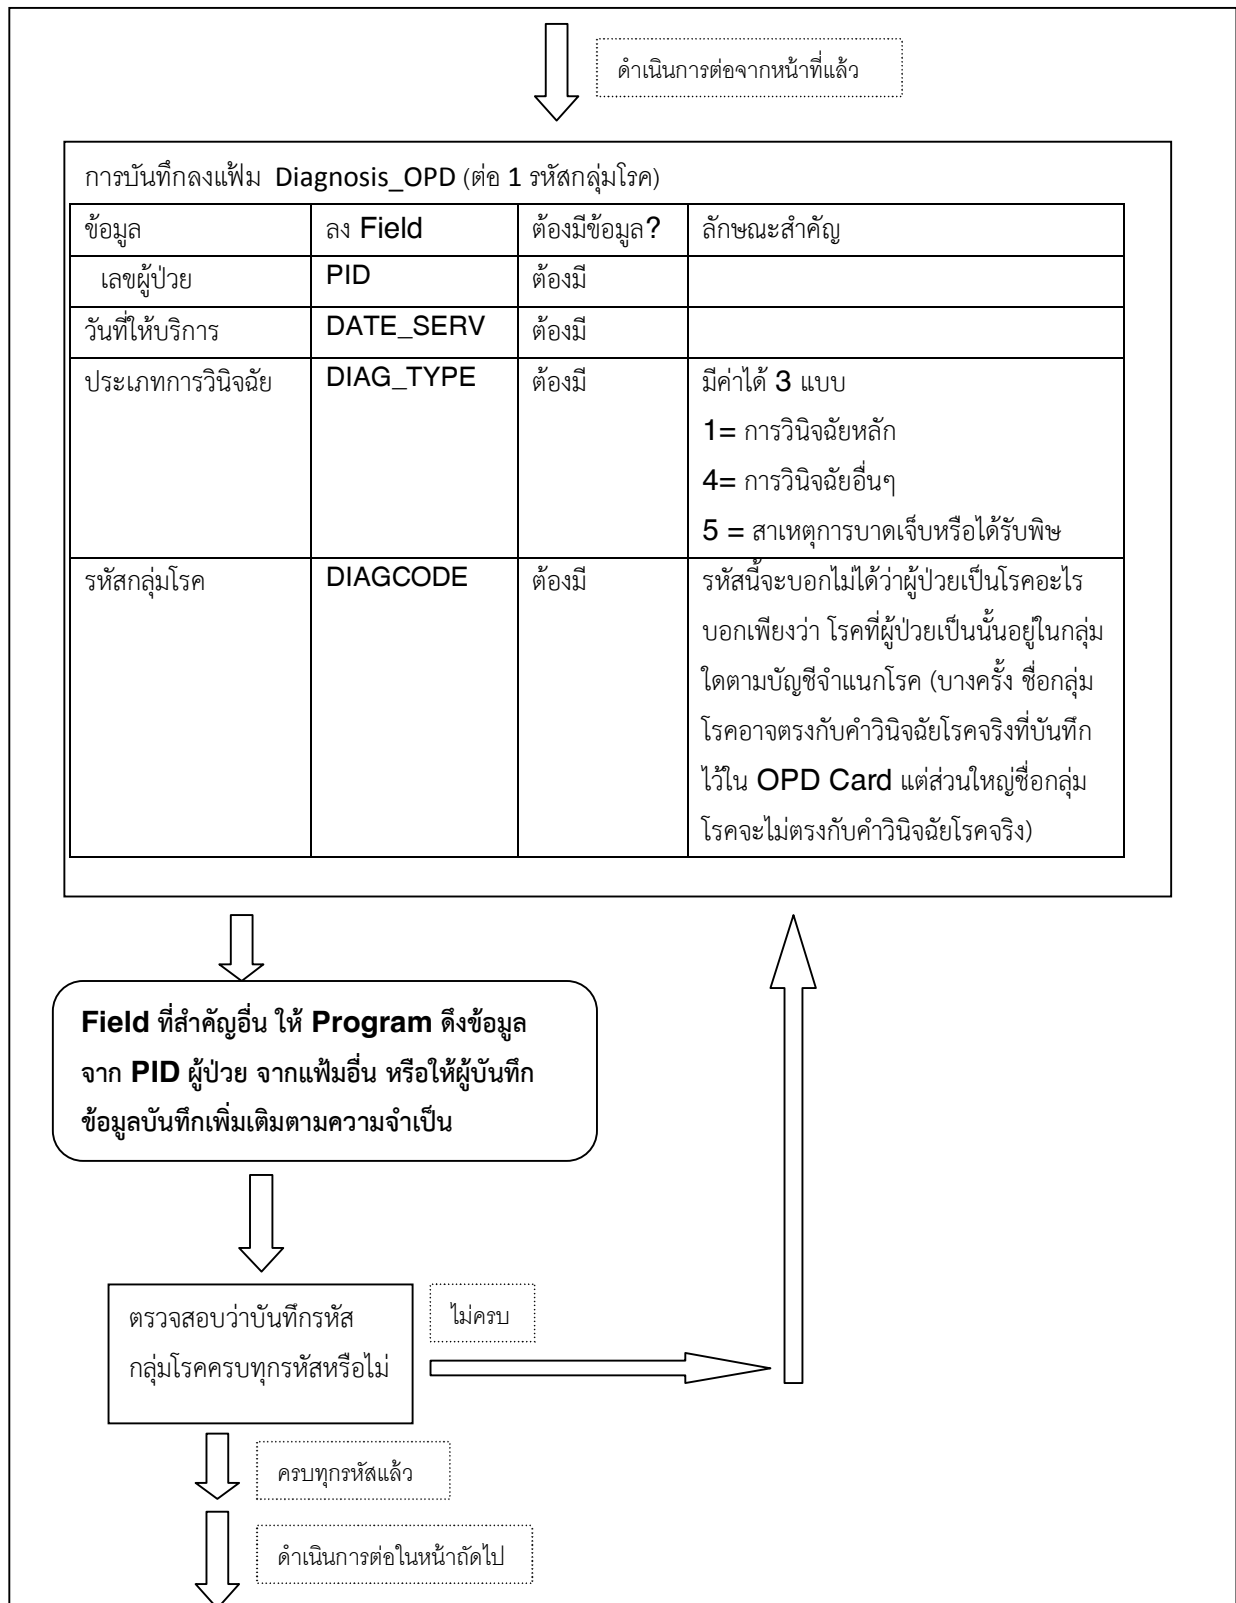 ดำเนินการต่อจากหน้าที่แล้ว
การบันทึกลงแฟ้ม Diagnosis_OPD (ต่อ 1 รหัสกลุ่มโรค)
ข้อมูล ลง Field ต้องมีข้อมูล? ลักษณะสำคัญ
เลขผู้ป่วย PID ต้องมี
วันที่ให้บริการ DATE_SERV ต้องมี
ประเภทการวินิจฉัย DIAG_TYPE ต้องมี มีค่าได้ 3 แบบ
1= การวินิจฉัยหลัก
4= การวินิจฉัยอื่นๆ
5 = สาเหตุการบาดเจ็บหรือได้รับพิษ
รหัสกลุ่มโรค DIAGCODE ต้องมี รหัสนี้จะบอกไม่ได้ว่าผู้ป่วยเป็นโรคอะไร
บอกเพียงว่า โรคที่ผู้ป่วยเป็นนั้นอยู่ในกลุ่ม
ใดตามบัญชีจำแนกโรค (บางครั้ง ชื่อกลุ่ม
โรคอาจตรงกับคำวินิจฉัยโรคจริงที่บันทึก
ไว้ใน OPD Card แต่ส่วนใหญ่ชื่อกลุ่ม
โรคจะไม่ตรงกับคำวินิจฉัยโรคจริง)
Field ที่สำคัญอื่น ให้ Program ดึงข้อมูล
จาก PID ผู้ป่วย จากแฟ้มอื่น หรือให้ผู้บันทึก
ข้อมูลบันทึกเพิ่มเติมตามความจำเป็น
ตรวจสอบว่าบันทึกรหัส
กลุ่มโรคครบทุกรหัสหรือไม่
ไม่ครบ
ครบทุกรหัสแล้ว
ดำเนินการต่อในหน้าถัดไป